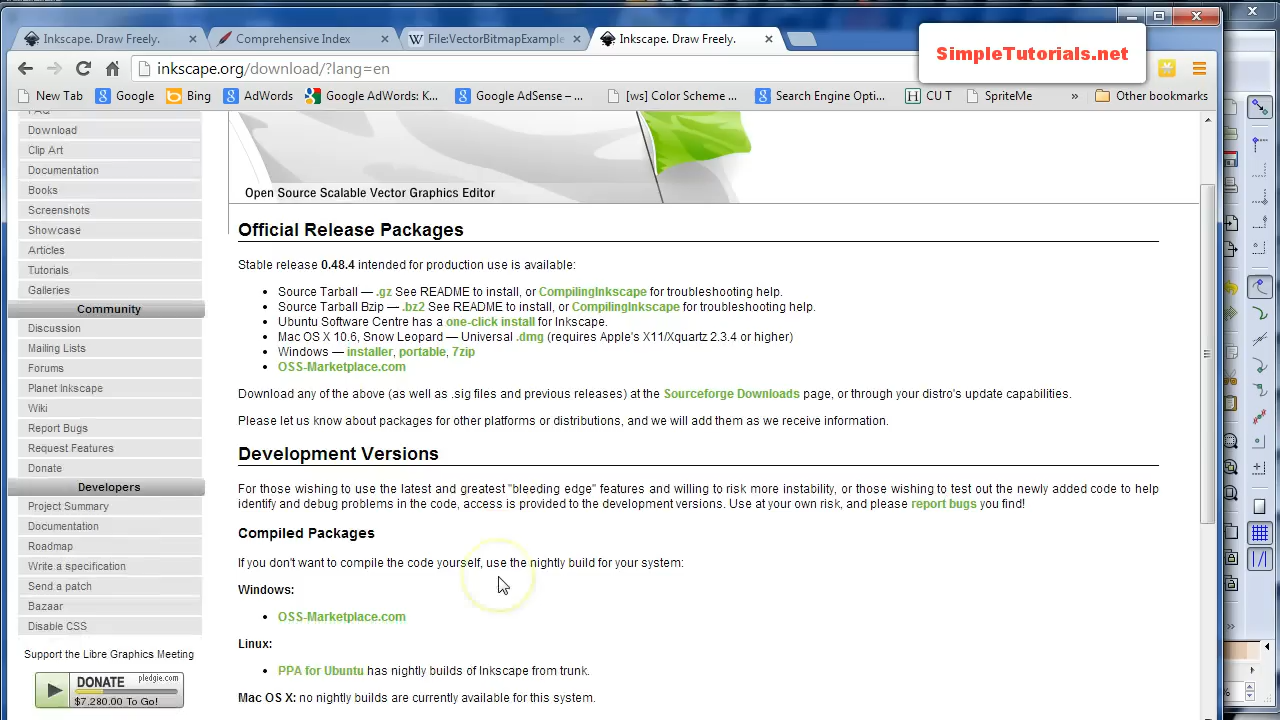 Inkscape. Draw Freely.
Comprehensive Index
Inkscape. Draw Freely.
SimpleTutorials.net
inkscape.org/download/?lang=en
New Tab
Google
Bing
AdWords
Google AdWords: K...
Google AdSense – ...
[ws] Color Scheme ...
Search Engine Opti...
CU T
SpriteMe
»
Other bookmarks
Download
Clip Art
Documentation
Books
Screenshots
Showcase
Articles
Tutorials
Galleries
Community
Discussion
Mailing Lists
Forums
Planet Inkscape
Wiki
Report Bugs
Request Features
Donate
Developers
Project Summary
Documentation
Roadmap
Write a specification
Send a patch
Bazaar
Disable CSS
Support the Libre Graphics Meeting
DONATE
pledgie.com
$7,280.00 To Go!
Open Source Scalable Vector Graphics Editor
Official Release Packages
Stable release 0.48.4 intended for production use is available:
Source Tarball — .gz See README to install, or CompilingInkscape for troubleshooting help.
Source Tarball Bzip — .bz2 See README to install, or CompilingInkscape for troubleshooting help.
Ubuntu Software Centre has a one-click install for Inkscape.
Mac OS X 10.6, Snow Leopard — Universal .dmg (requires Apple's X11/Xquartz 2.3.4 or higher)
Windows — installer, portable, 7zip
OSS-Marketplace.com
Download any of the above (as well as .sig files and previous releases) at the Sourceforge Downloads page, or through your distro's update capabilities.
Please let us know about packages for other platforms or distributions, and we will add them as we receive information.
Development Versions
For those wishing to use the latest and greatest "bleeding edge" features and willing to risk more instability, or those wishing to test out the newly added code to help
identify and debug problems in the code, access is provided to the development versions. Use at your own risk, and please report bugs you find!
Compiled Packages
If you don't want to compile the code yourself, use the nightly build for your system:
Windows:
OSS-Marketplace.com
Linux:
PPA for Ubuntu has nightly builds of Inkscape from trunk.
Mac OS X: no nightly builds are currently available for this system.